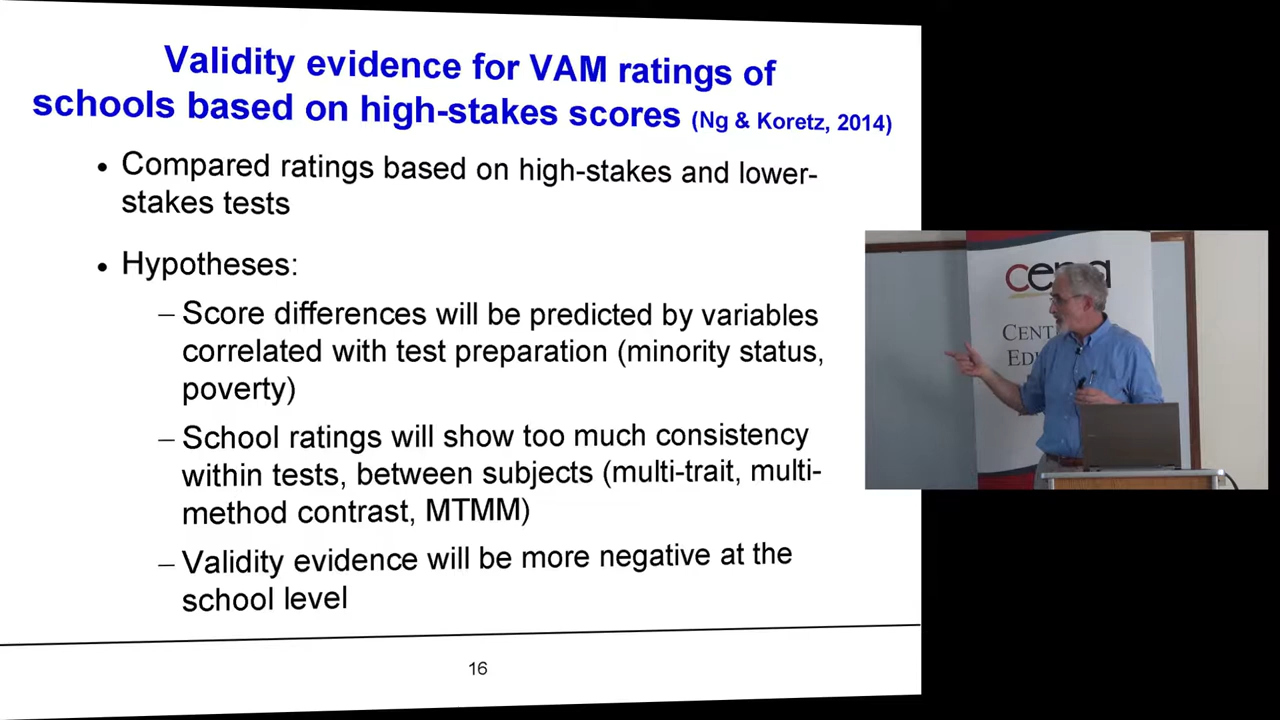 Validity evidence for VAM ratings of
schools based on high-stakes scores (Ng & Koretz, 2014)
• Compared ratings based on high-stakes and lower-
stakes tests
• Hypotheses:
– Score differences will be predicted by variables
correlated with test preparation (minority status,
poverty)
– School ratings will show too much consistency
within tests, between subjects (multi-trait, multi-
method contrast, MTMM)
– Validity evidence will be more negative at the
school level
16
CENT